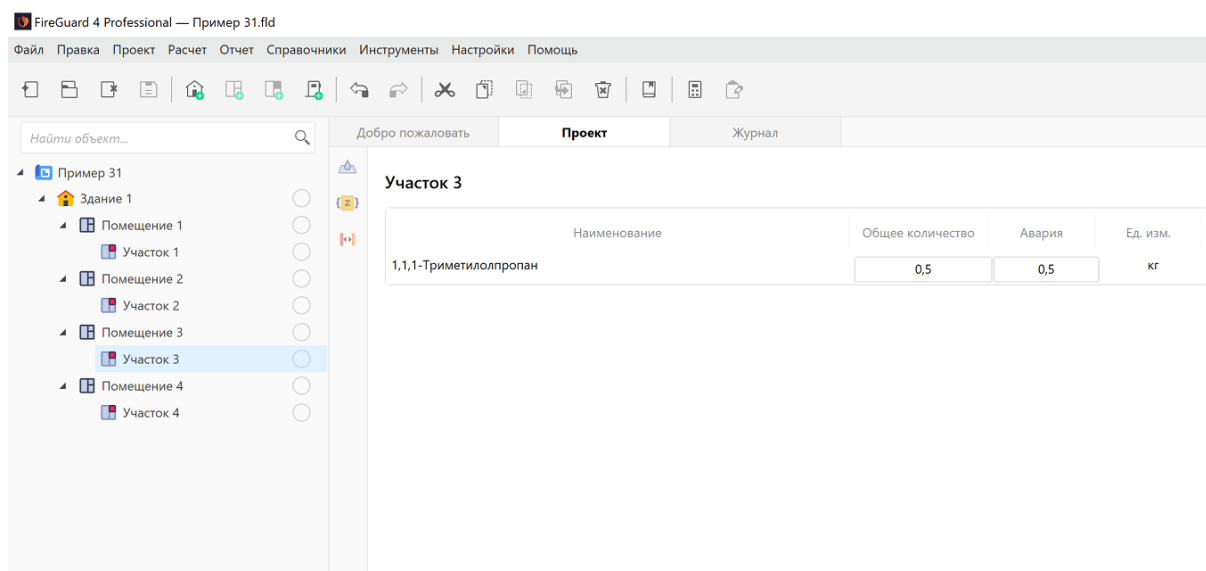 FireGuard 4 Professional — Пример 31.fld
Файл Правка Проект Расчет Отчет Справочники Инструменты Настройки Помощь
Найти объект...
Добро пожаловать Проект Журнал
Пример 31
Здание 1
Помещение 1
Участок 1
Помещение 2
Участок 2
Помещение 3
Участок 3
Помещение 4
Участок 4
Участок 3
Наименование Общее количество Авария Ед. изм.
1,1,1-Триметилолпропан 0,5 0,5 кг